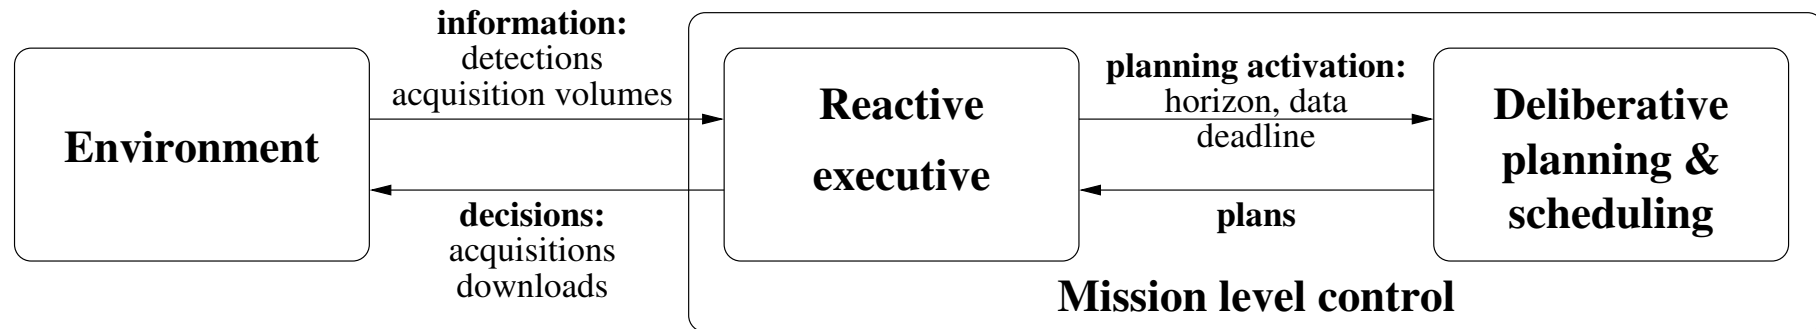 Environment
information:
detections
acquisition volumes
decisions:
acquisitions
downloads
Reactive
executive
planning activation:
horizon, data
deadline
plans
Deliberative
planning &
scheduling
Mission level control